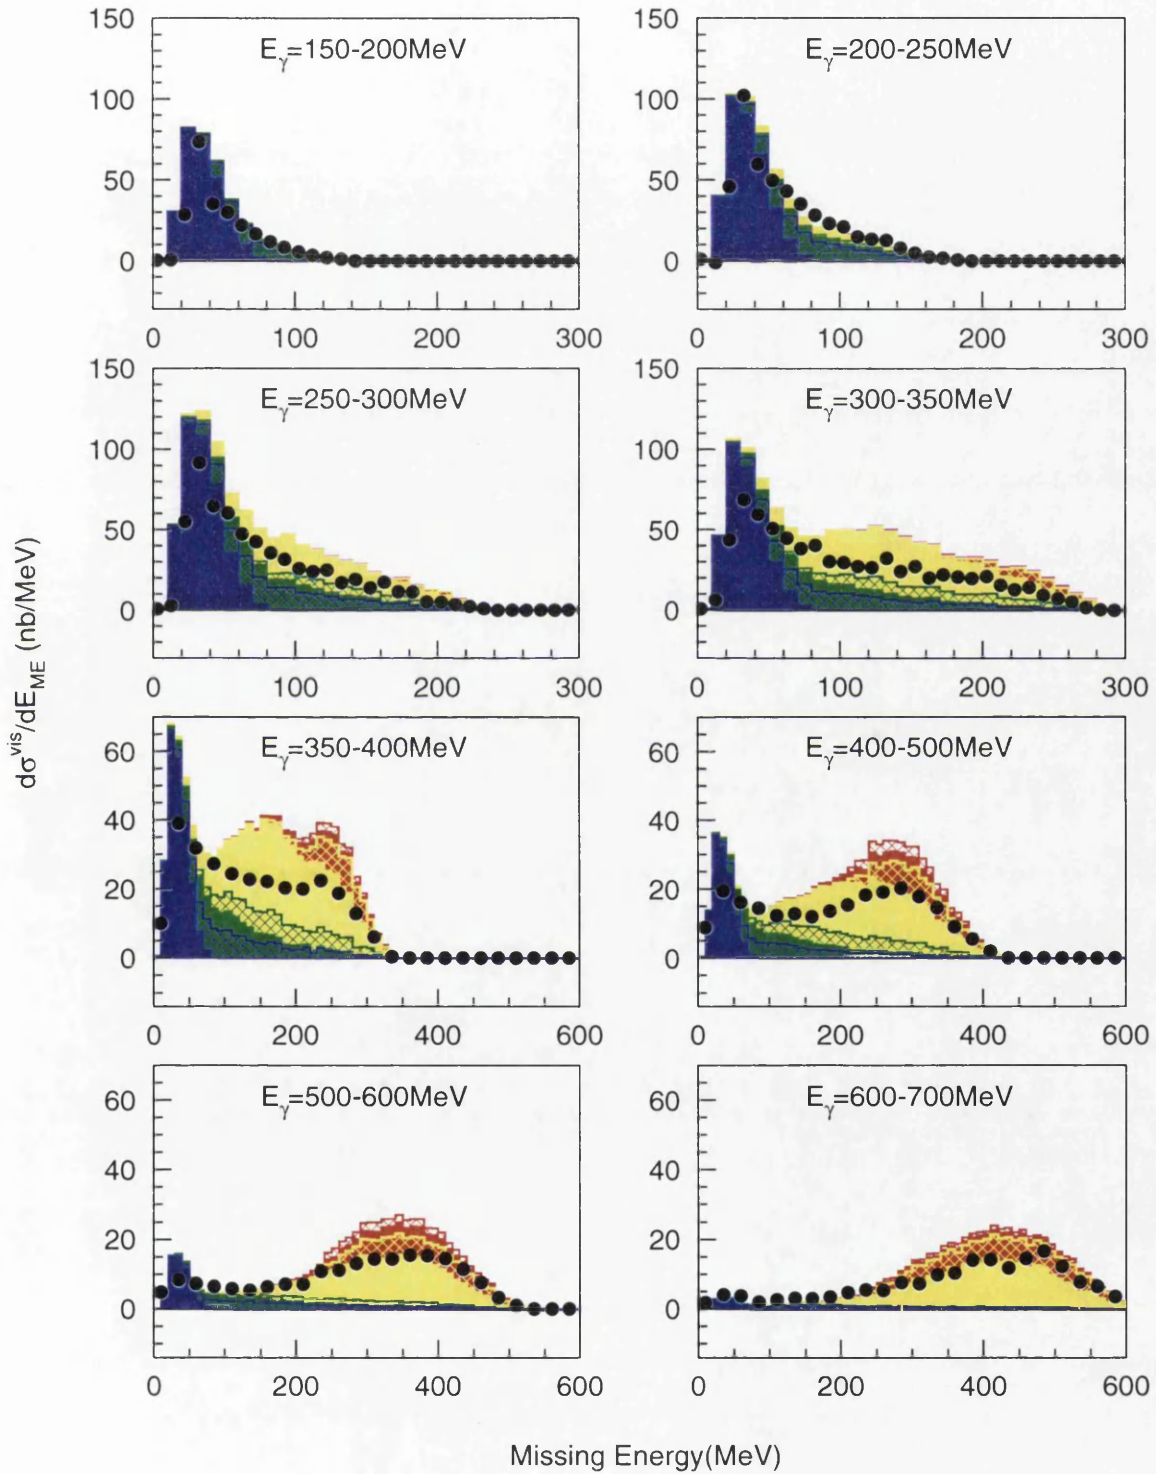 150
100
50
0
E_γ=150-200MeV
0 100 200 300
150
100
50
0
E_γ=200-250MeV
0 100 200 300
150
100
50
0
E_γ=250-300MeV
0 100 200 300
150
100
50
0
E_γ=300-350MeV
0 100 200 300
60
40
20
0
E_γ=350-400MeV
0 200 400 600
60
40
20
0
E_γ=400-500MeV
0 200 400 600
60
40
20
0
E_γ=500-600MeV
0 200 400 600
60
40
20
0
E_γ=600-700MeV
0 200 400 600
dσ^vis/dE_ME (nb/MeV)
Missing Energy(MeV)